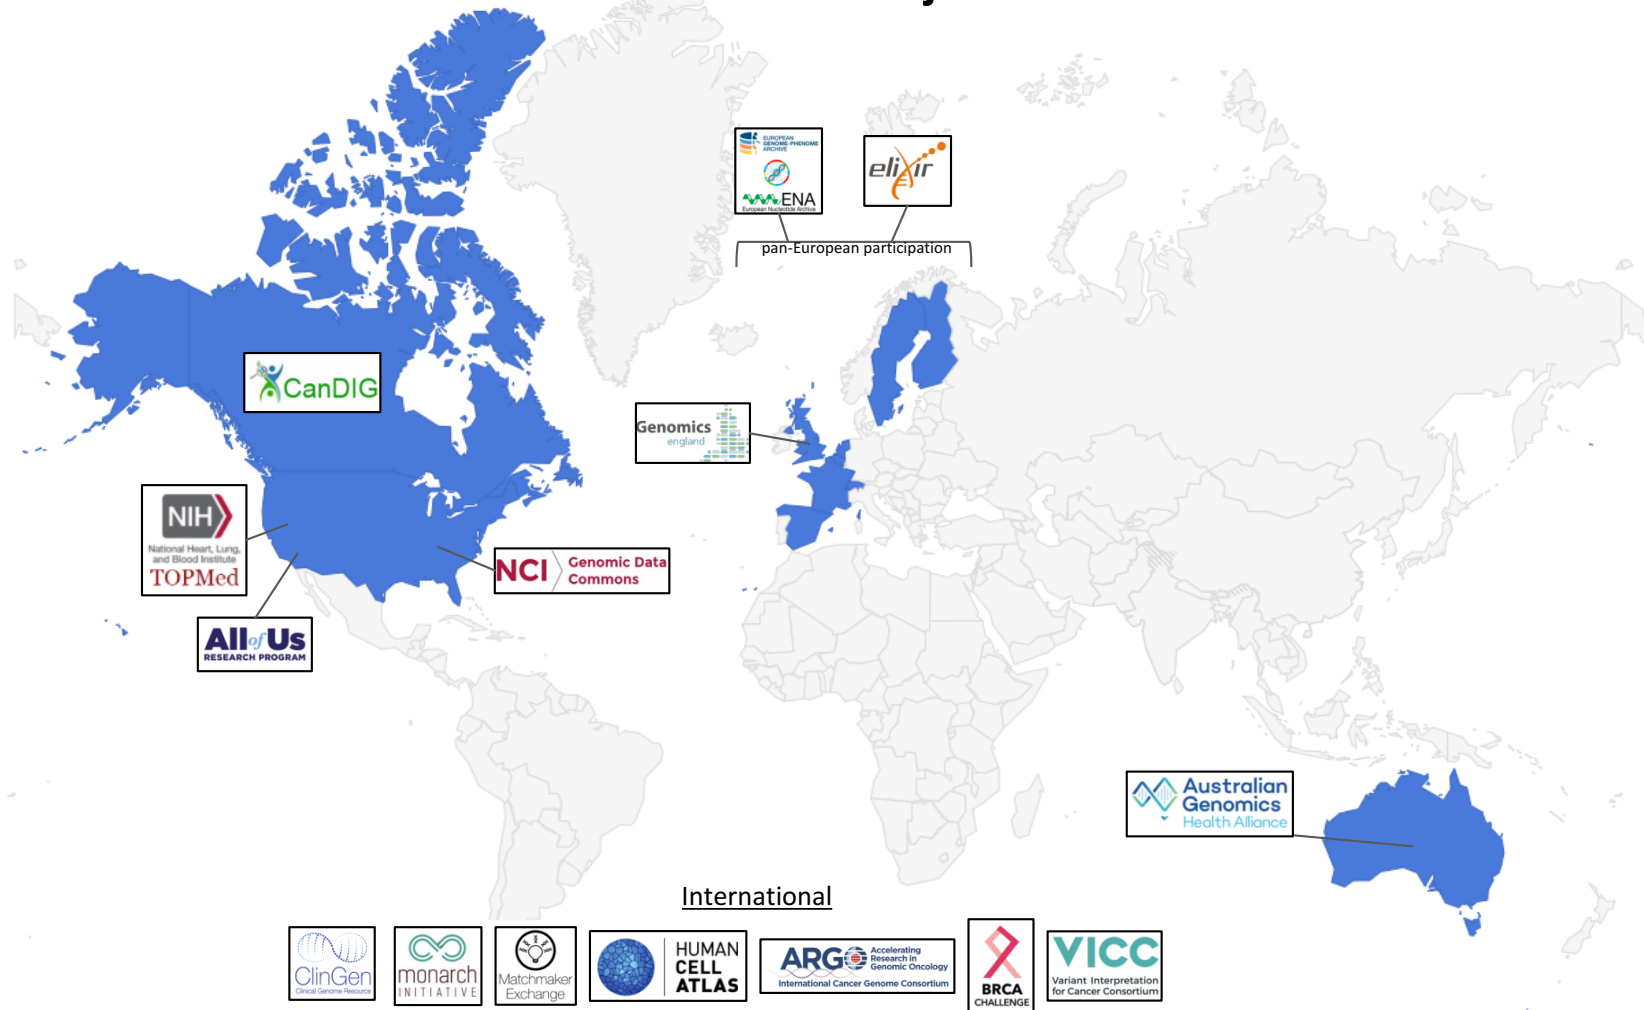 EUROPEAN
GENOME-PHENOME
ARCHIVE
ENA
European Nucleotide Archive
elixir
pan-European participation
CanDIG
Genomics
england
NIH
National Heart, Lung,
and Blood Institute
TOPMed
NCI
Genomic Data
Commons
All of Us
RESEARCH PROGRAM
Australian
Genomics
Health Alliance
International
ClinGen
Clinical Genome Resource
monarch
INITIATIVE
Matchmaker
Exchange
HUMAN
CELL
ATLAS
ARGO
Accelerating
Research in
Genomic Oncology
International Cancer Genome Consortium
BRCA
CHALLENGE
VICC
Variant Interpretation
for Cancer Consortium